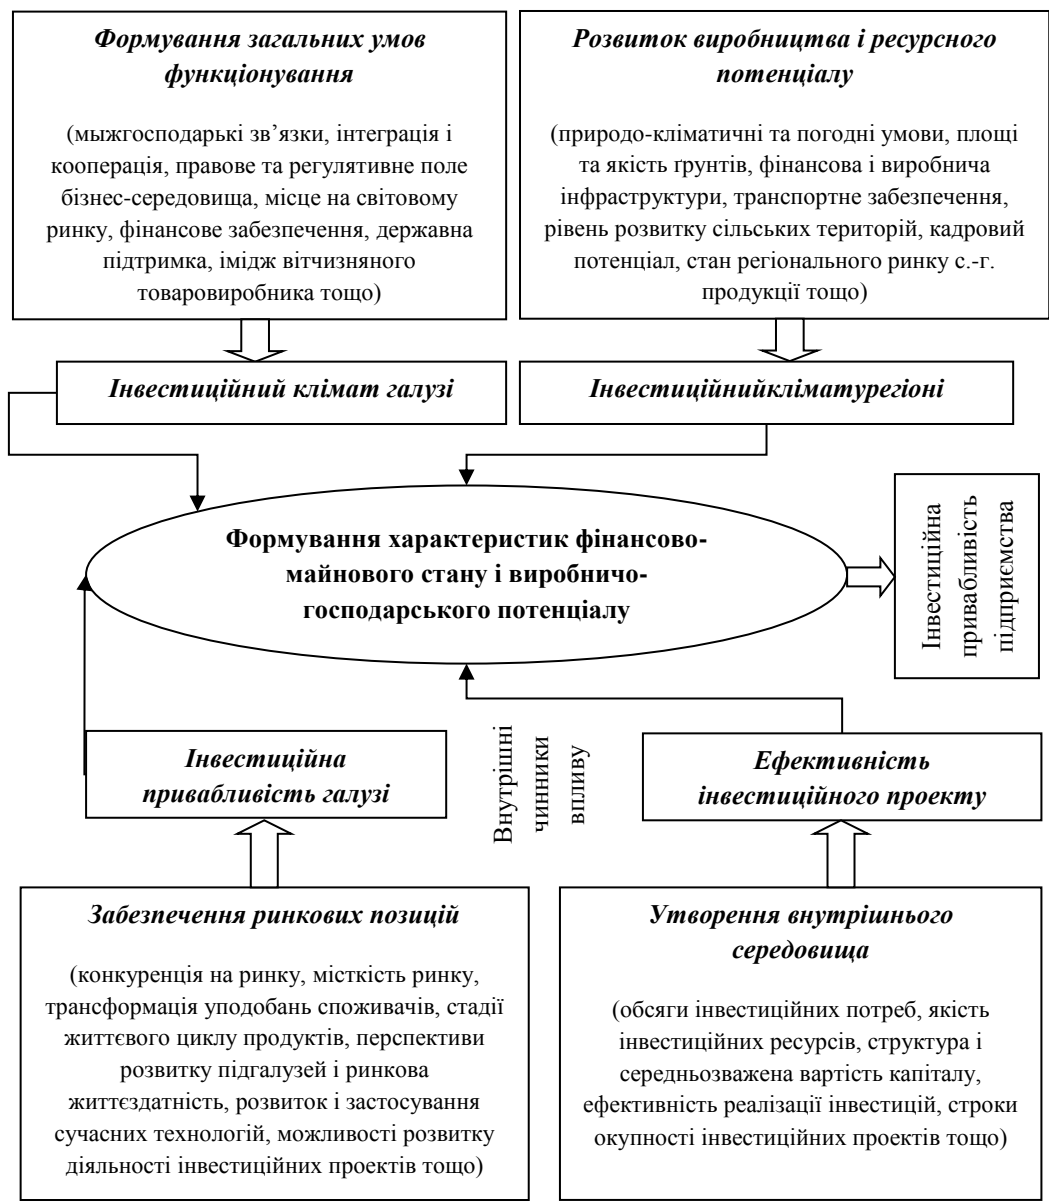 Формування загальних умов
функціонування
(мыжгосподарькі зв’язки, інтеграція і
кооперація, правове та регулятивне поле
бізнес-середовища, місце на світовому
ринку, фінансове забезпечення, державна
підтримка, імідж вітчизняного
товаровиробника тощо)
Розвиток виробництва і ресурсного
потенціалу
(природо-кліматичні та погодні умови, площі
та якість ґрунтів, фінансова і виробнича
інфраструктури, транспортне забезпечення,
рівень розвитку сільських територій, кадровий
потенціал, стан регіонального ринку с.-г.
продукції тощо)
Інвестиційний клімат галузі
Інвестиційнийкліматурегіоні
Формування характеристик фінансово-
майнового стану і виробничо-
господарського потенціалу
Інвестиційна
привабливість
підприємства
Інвестиційна
привабливість галузі
Внутрішні
чинники
впливу
Ефективність
інвестиційного проекту
Забезпечення ринкових позицій
(конкуренція на ринку, місткість ринку,
трансформація уподобань споживачів, стадії
життєвого циклу продуктів, перспективи
розвитку підгалузей і ринкова
життєздатність, розвиток і застосування
сучасних технологій, можливості розвитку
діяльності інвестиційних проектів тощо)
Утворення внутрішнього
середовища
(обсяги інвестиційних потреб, якість
інвестиційних ресурсів, структура і
середньозважена вартість капіталу,
ефективність реалізації інвестицій, строки
окупності інвестиційних проектів тощо)